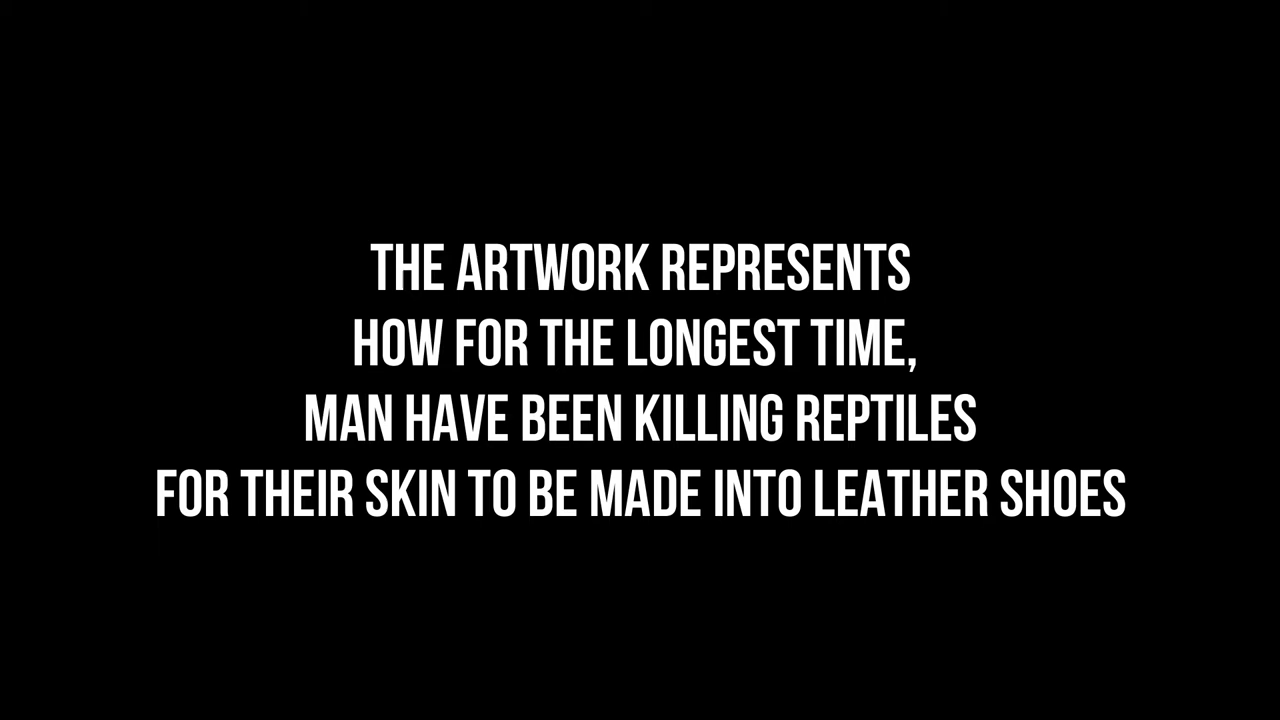 THE ARTWORK REPRESENTS
HOW FOR THE LONGEST TIME,
MAN HAVE BEEN KILLING REPTILES
FOR THEIR SKIN TO BE MADE INTO LEATHER SHOES